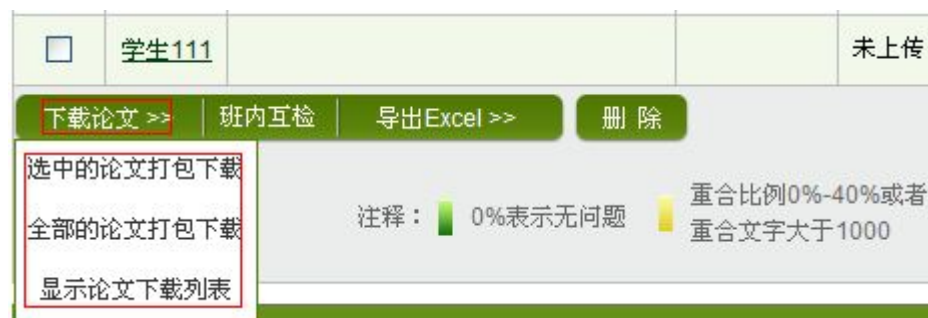 学生111
未上传
下载论文 >>
班内互检
导出Excel >>
删 除
选中的论文打包下载
全部的论文打包下载
显示论文下载列表
注释：
0%表示无问题
重合比例0%-40%或者
重合文字大于1000